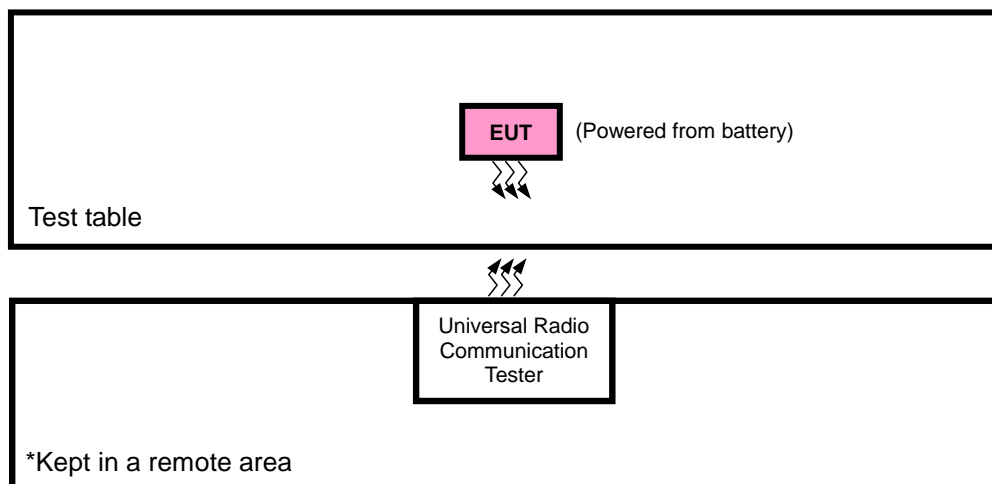 EUT
(Powered from battery)
Test table
Universal Radio
Communication
Tester
*Kept in a remote area